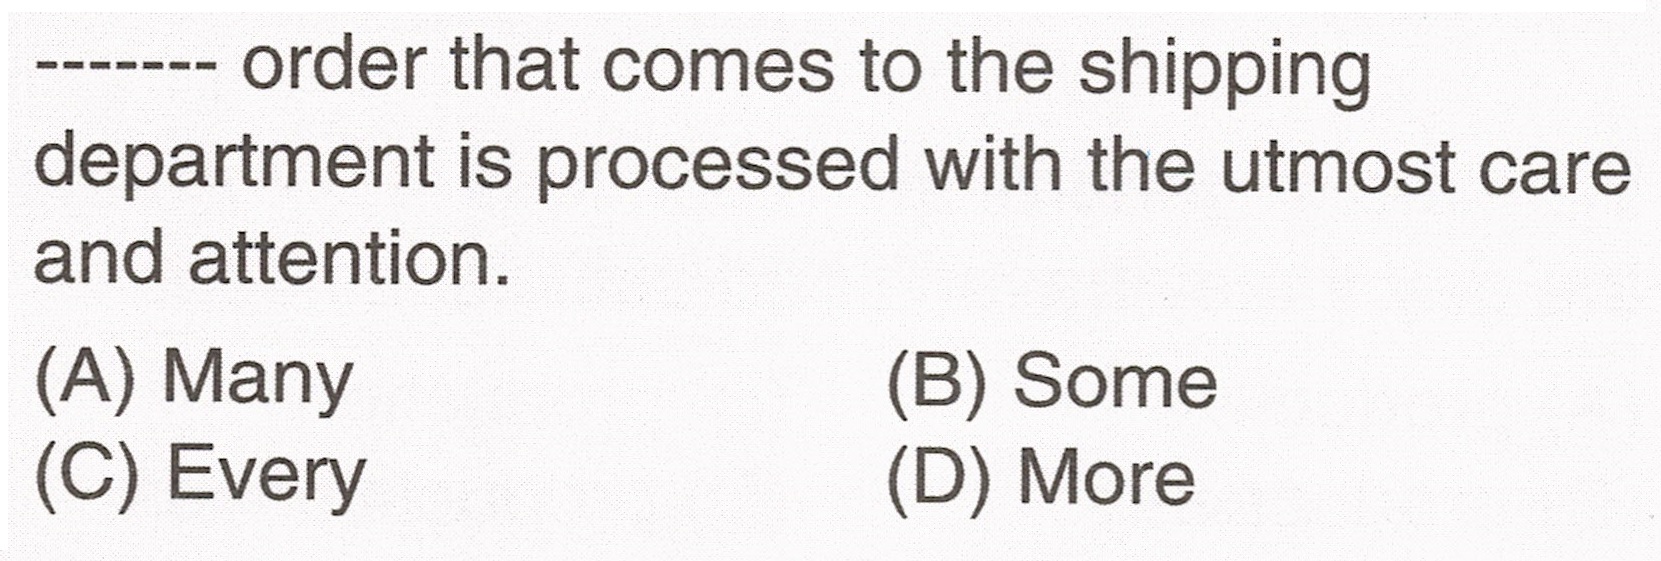 ------- order that comes to the shipping
department is processed with the utmost care
and attention.
(A) Many (B) Some
(C) Every (D) More